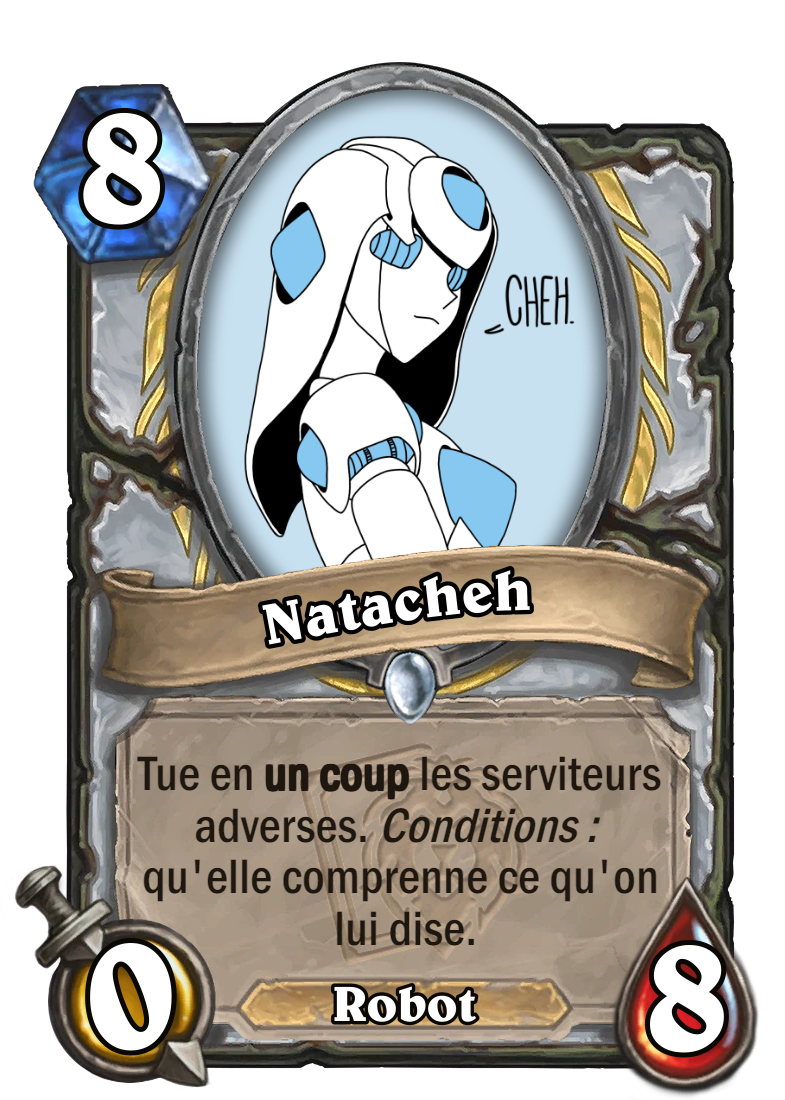 8
CHEH.
Natacheh
Tue en un coup les serviteurs
adverses. Conditions :
qu'elle comprenne ce qu'on
lui dise.
0
Robot
8